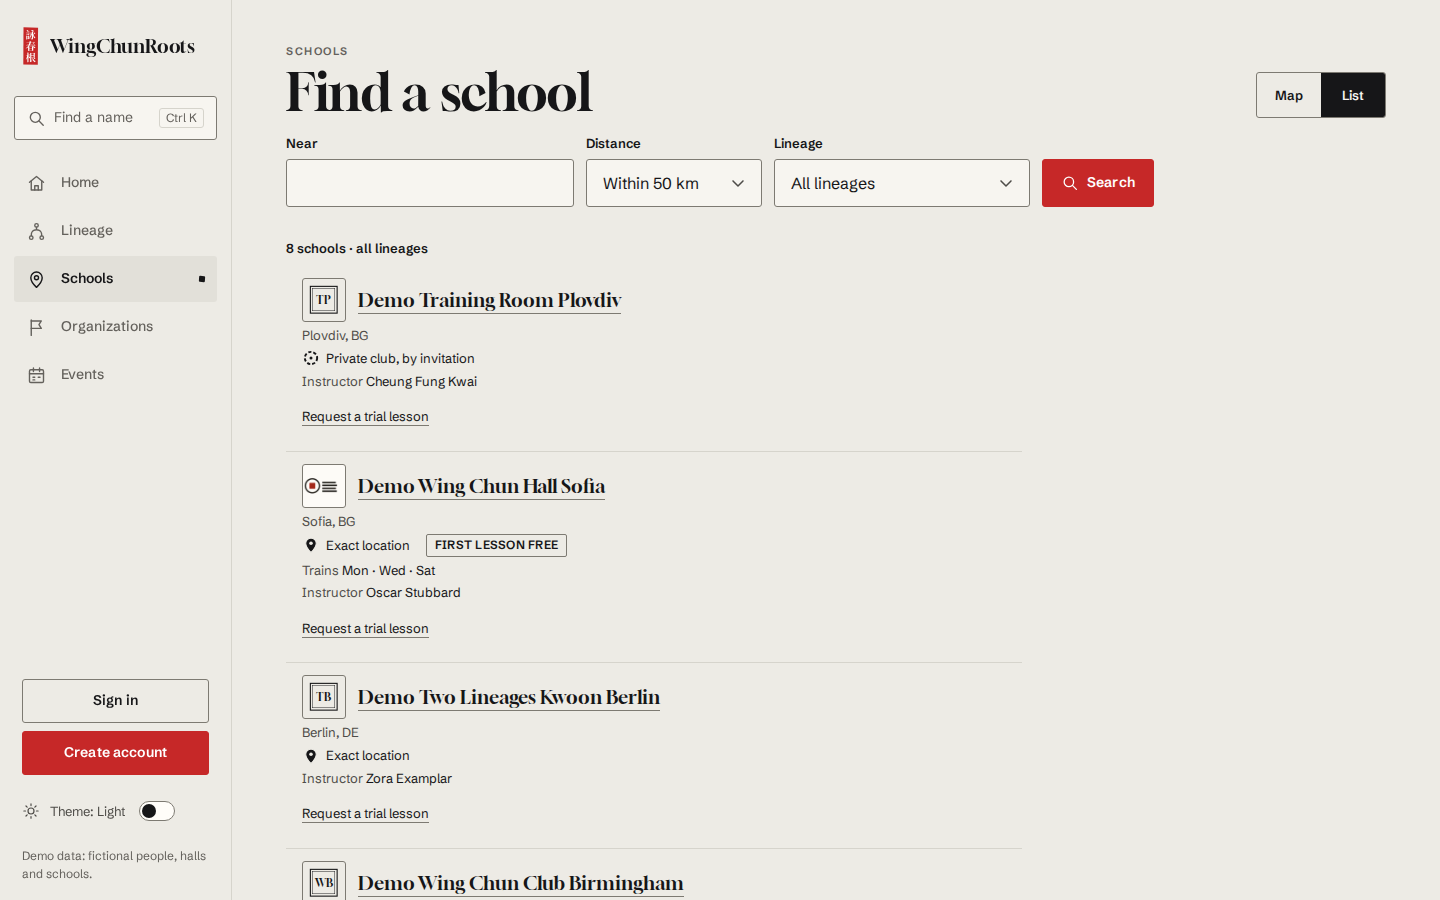 詠春根
WingChunRoots
Find a name
Ctrl K
Home
Lineage
Schools
Organizations
Events
Sign in
Create account
Theme: Light
Demo data: fictional people, halls
and schools.
SCHOOLS
Find a school
Map
List
Near
Distance
Lineage
Within 50 km
All lineages
Search
8 schools · all lineages
TP
Demo Training Room Plovdiv
Plovdiv, BG
Private club, by invitation
Instructor Cheung Fung Kwai
Request a trial lesson
Demo Wing Chun Hall Sofia
Sofia, BG
Exact location
FIRST LESSON FREE
Trains Mon · Wed · Sat
Instructor Oscar Stubbard
Request a trial lesson
TB
Demo Two Lineages Kwoon Berlin
Berlin, DE
Exact location
Instructor Zora Examplar
Request a trial lesson
WB
Demo Wing Chun Club Birmingham